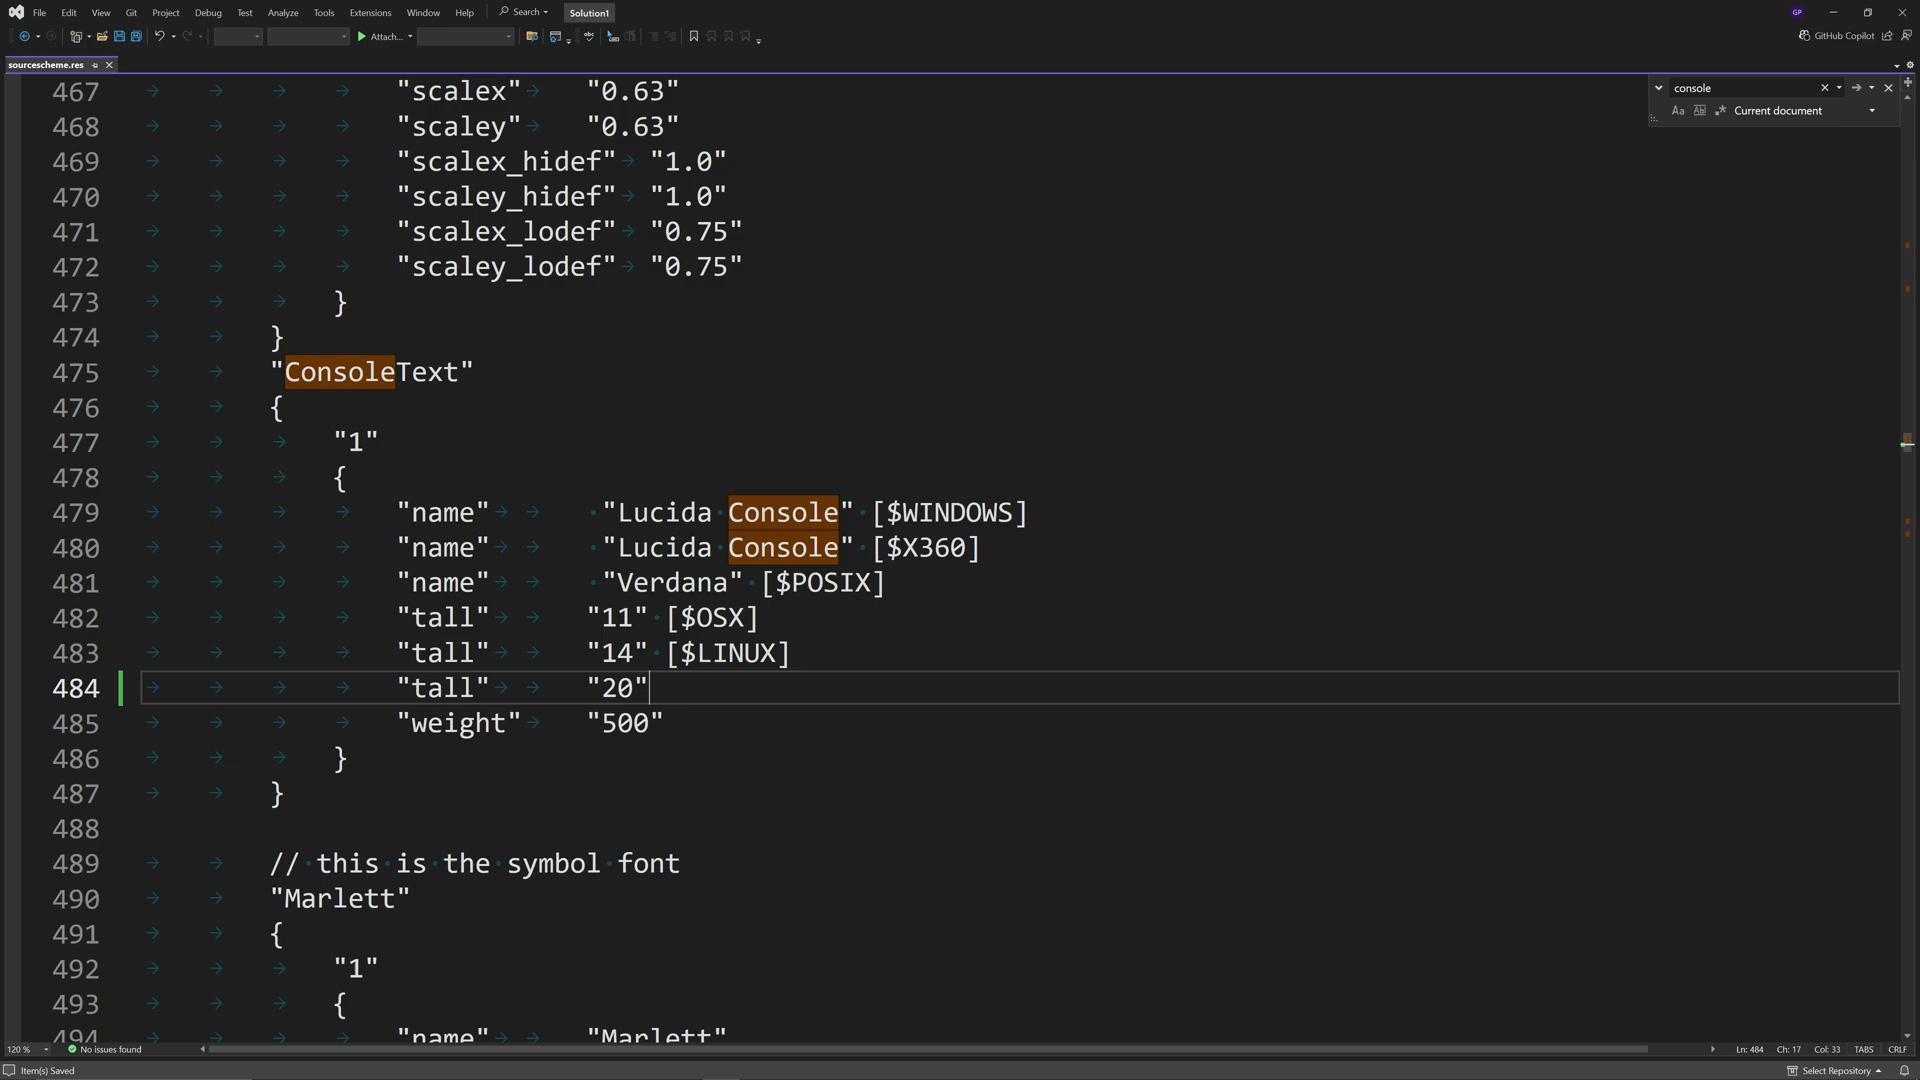 File Edit View Git Project Debug Test Analyze Tools Extensions Window Help Search Solution1 GP
Attach... GitHub Copilot
sourcescheme.res
467 "scalex" "0.63"
468 "scaley" "0.63"
469 "scalex_hidef" "1.0"
470 "scaley_hidef" "1.0"
471 "scalex_lodef" "0.75"
472 "scaley_lodef" "0.75"
473 }
474 }
475 "ConsoleText"
476 {
477 "1"
478 {
479 "name" "Lucida Console" [$WINDOWS]
480 "name" "Lucida Console" [$X360]
481 "name" "Verdana" [$POSIX]
482 "tall" "11" [$OSX]
483 "tall" "14" [$LINUX]
484 "tall" "20"
485 "weight" "500"
486 }
487 }
488
489 // this is the symbol font
490 "Marlett"
491 {
492 "1"
493 {
494 "name" "Marlett"
console
Aa Ab Current document
120 % No issues found Ln: 484 Ch: 17 Col: 33 TABS CRLF
Item(s) Saved Select Repository